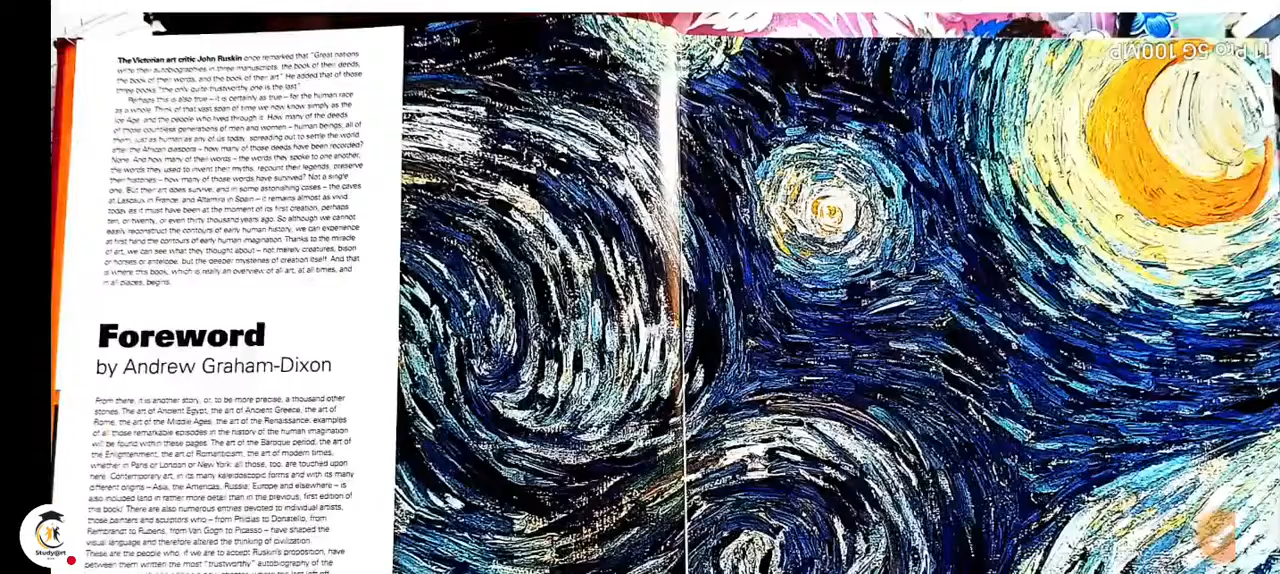 The Victorian art critic John Ruskin once remarked that "Great nations
write their autobiographies in three manuscripts, the book of their deeds,
the book of their words, and the book of their art." He added that of those
three books "the only quite trustworthy one is the last."
Perhaps this is also true – it is certainly as true – for the human race
as a whole. Think of that vast span of time we now know simply as the
Ice Age, and the people who lived through it. How many of the deeds
of those countless generations of men and women – human beings, all of
them, just as human as any of us today, spreading out to settle the world
after the African diaspora – how many of those deeds have been recorded?
None. And how many of their words – the words they spoke to one another,
the words they used to invent their myths, recount their legends, preserve
their histories – how many of those words have survived? Not a single
one. But their art does survive, and in some astonishing cases – the caves
at Lascaux in France, and Altamira in Spain – it remains almost as vivid
today as it must have been at the moment of its first creation, perhaps
ten, or twenty, or even thirty thousand years ago. So although we cannot
easily reconstruct the contours of early human history, we can experience
at first hand the contours of early human imagination. Thanks to the miracle
of art, we can see what they thought about – not merely creatures, bison
or horses or antelope, but the deeper mysteries of creation itself. And that
is where this book, which is really an overview of all art, at all times, and
in all places, begins.
Foreword
by Andrew Graham-Dixon
From there, it is another story, or, to be more precise, a thousand other
stories. The art of Ancient Egypt, the art of Ancient Greece, the art of
Rome, the art of the Middle Ages, the art of the Renaissance: examples
of all those remarkable episodes in the history of the human imagination
will be found within these pages. The art of the Baroque period, the art of
the Enlightenment, the art of Romanticism, the art of modern times,
whether in Paris or London or New York: all those, too, are touched upon
here. Contemporary art, in its many kaleidoscopic forms and with its many
different origins – Asia, the Americas, Russia, Europe and elsewhere – is
also included (and in rather more detail than in the previous, first edition of
this book). There are also numerous entries devoted to individual artists,
those painters and sculptors who – from Phidias to Donatello, from
Rembrandt to Rubens, from Van Gogh to Picasso – have shaped the
visual language and therefore altered the thinking of civilization.
These are the people who, if we are to accept Ruskin's proposition, have
between them written the most "trustworthy" autobiography of the
11 Pro 5G 100MP
Study@rt